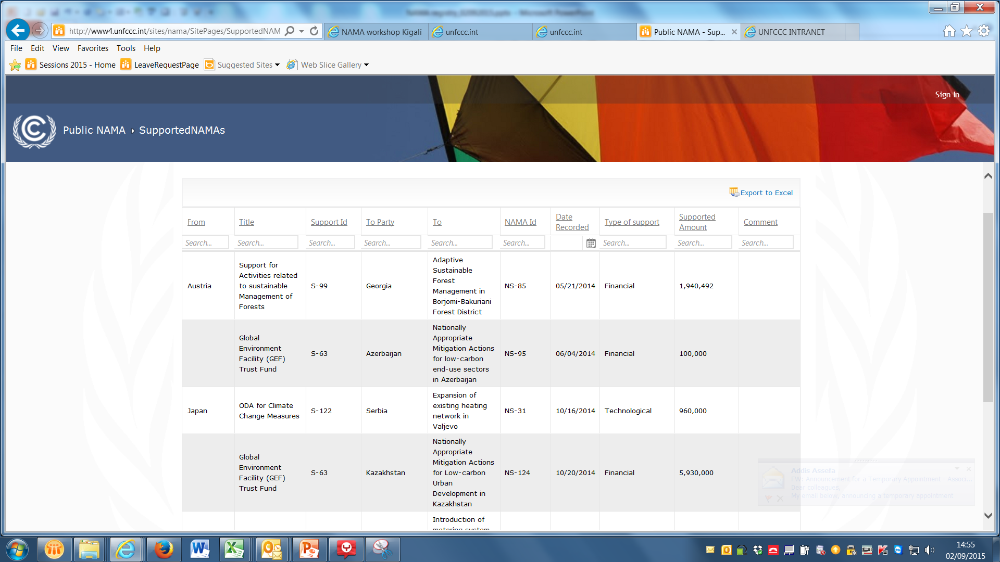 NAMA registry_02092015.pptx - Microsoft PowerPoint
http://www4.unfccc.int/sites/nama/SitePages/SupportedNAM
NAMA workshop Kigali
unfccc.int
unfccc.int
Public NAMA - Sup...
UNFCCC INTRANET
File Edit View Favorites Tools Help
Sessions 2015 - Home
LeaveRequestPage
Suggested Sites
Web Slice Gallery
Sign In
Public NAMA SupportedNAMAs
Export to Excel
From
Title
Support Id
To Party
To
NAMA Id
Date
Recorded
Type of support
Supported
Amount
Comment
Search... Search... Search... Search... Search... Search... Search... Search... Search...
Austria
Support for
Activities related
to sustainable
Management of
Forests
S-99
Georgia
Adaptive
Sustainable
Forest
Management in
Borjomi-Bakuriani
Forest District
NS-85
05/21/2014
Financial
1,940,492
Global
Environment
Facility (GEF)
Trust Fund
S-63
Azerbaijan
Nationally
Appropriate
Mitigation Actions
for low-carbon
end-use sectors
in Azerbaijan
NS-95
06/04/2014
Financial
100,000
Japan
ODA for Climate
Change Measures
S-122
Serbia
Expansion of
existing heating
network in
Valjevo
NS-31
10/16/2014
Technological
960,000
Global
Environment
Facility (GEF)
Trust Fund
S-63
Kazakhstan
Nationally
Appropriate
Mitigation Actions
for Low-carbon
Urban
Development in
Kazakhstan
NS-124
10/20/2014
Financial
5,930,000
Introduction of
metering system
Addis Assefa
FW: Announcement for a Temporary Appointment - Associ...
Dear colleagues,
My email below, announcing a temporary appointment
14:55
02/09/2015